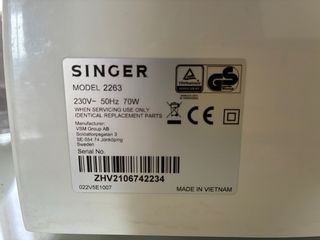 SINGER
MODEL 2263
230V~ 50Hz 70W
WHEN SERVICING USE ONLY
IDENTICAL REPLACEMENT PARTS
Manufacturer:
VSM Group AB
Soldattorpsgatan 3
SE-554 74 Jönköping
Sweden
Serial No.
ZHV2106742234
022V5E1007
MADE IN VIETNAM